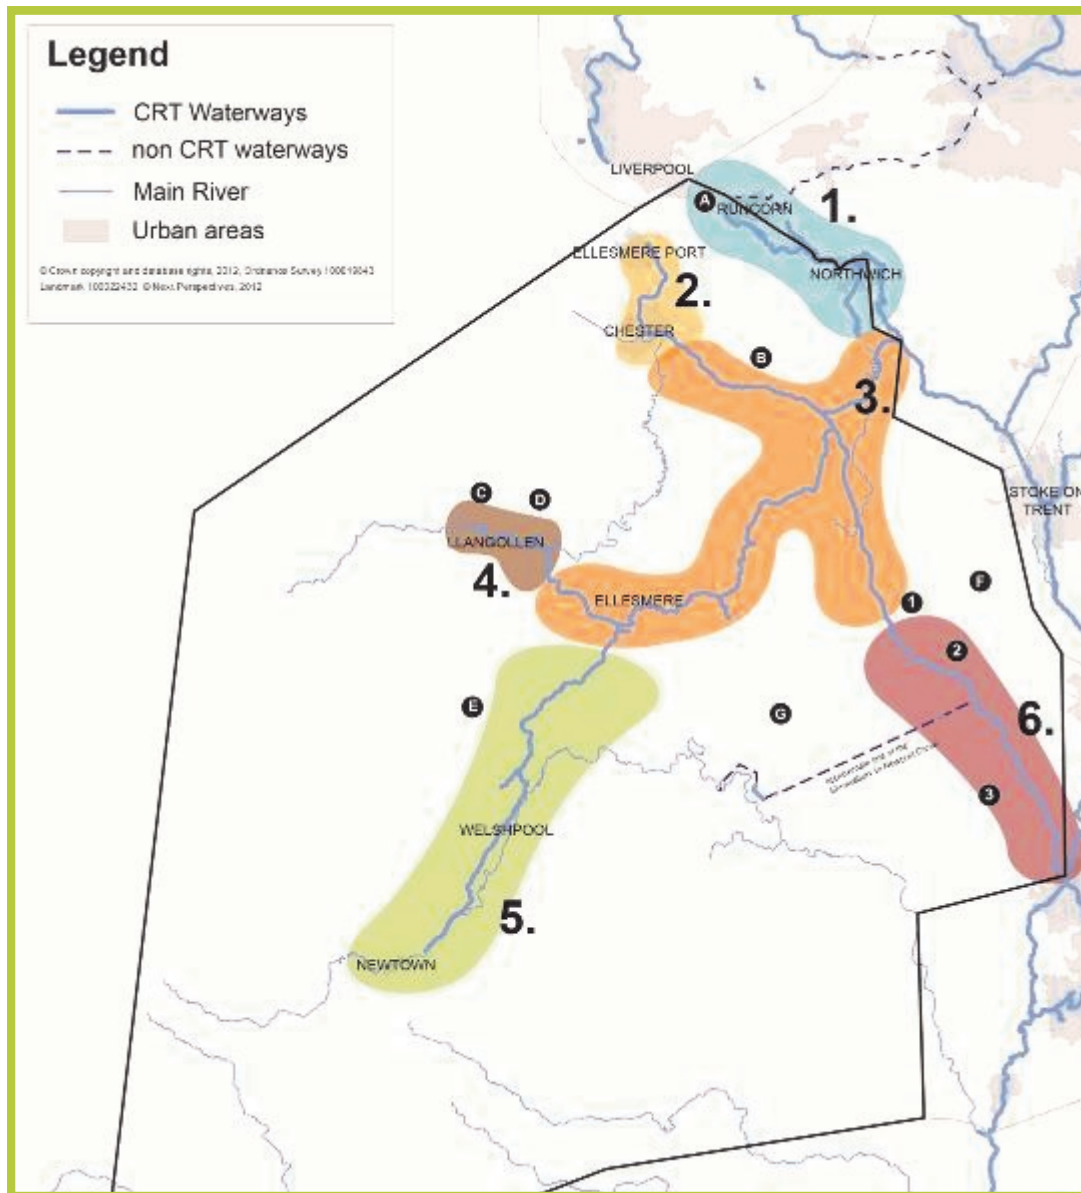 Legend
CRT Waterways
non CRT waterways
Main River
Urban areas
© Crown copyright and database rights, 2012, Ordnance Survey 100019843
Landmark 100022432 © Next Perspectives, 2012
LIVERPOOL
A
RUNCORN
1.
ELLESMERE PORT
NORTHWICH
2.
CHESTER
B
3.
C
D
STOKE ON
TRENT
LLANGOLLEN
4.
ELLESMERE
F
1
2
E
G
6.
3
WELSHPOOL
5.
NEWTOWN